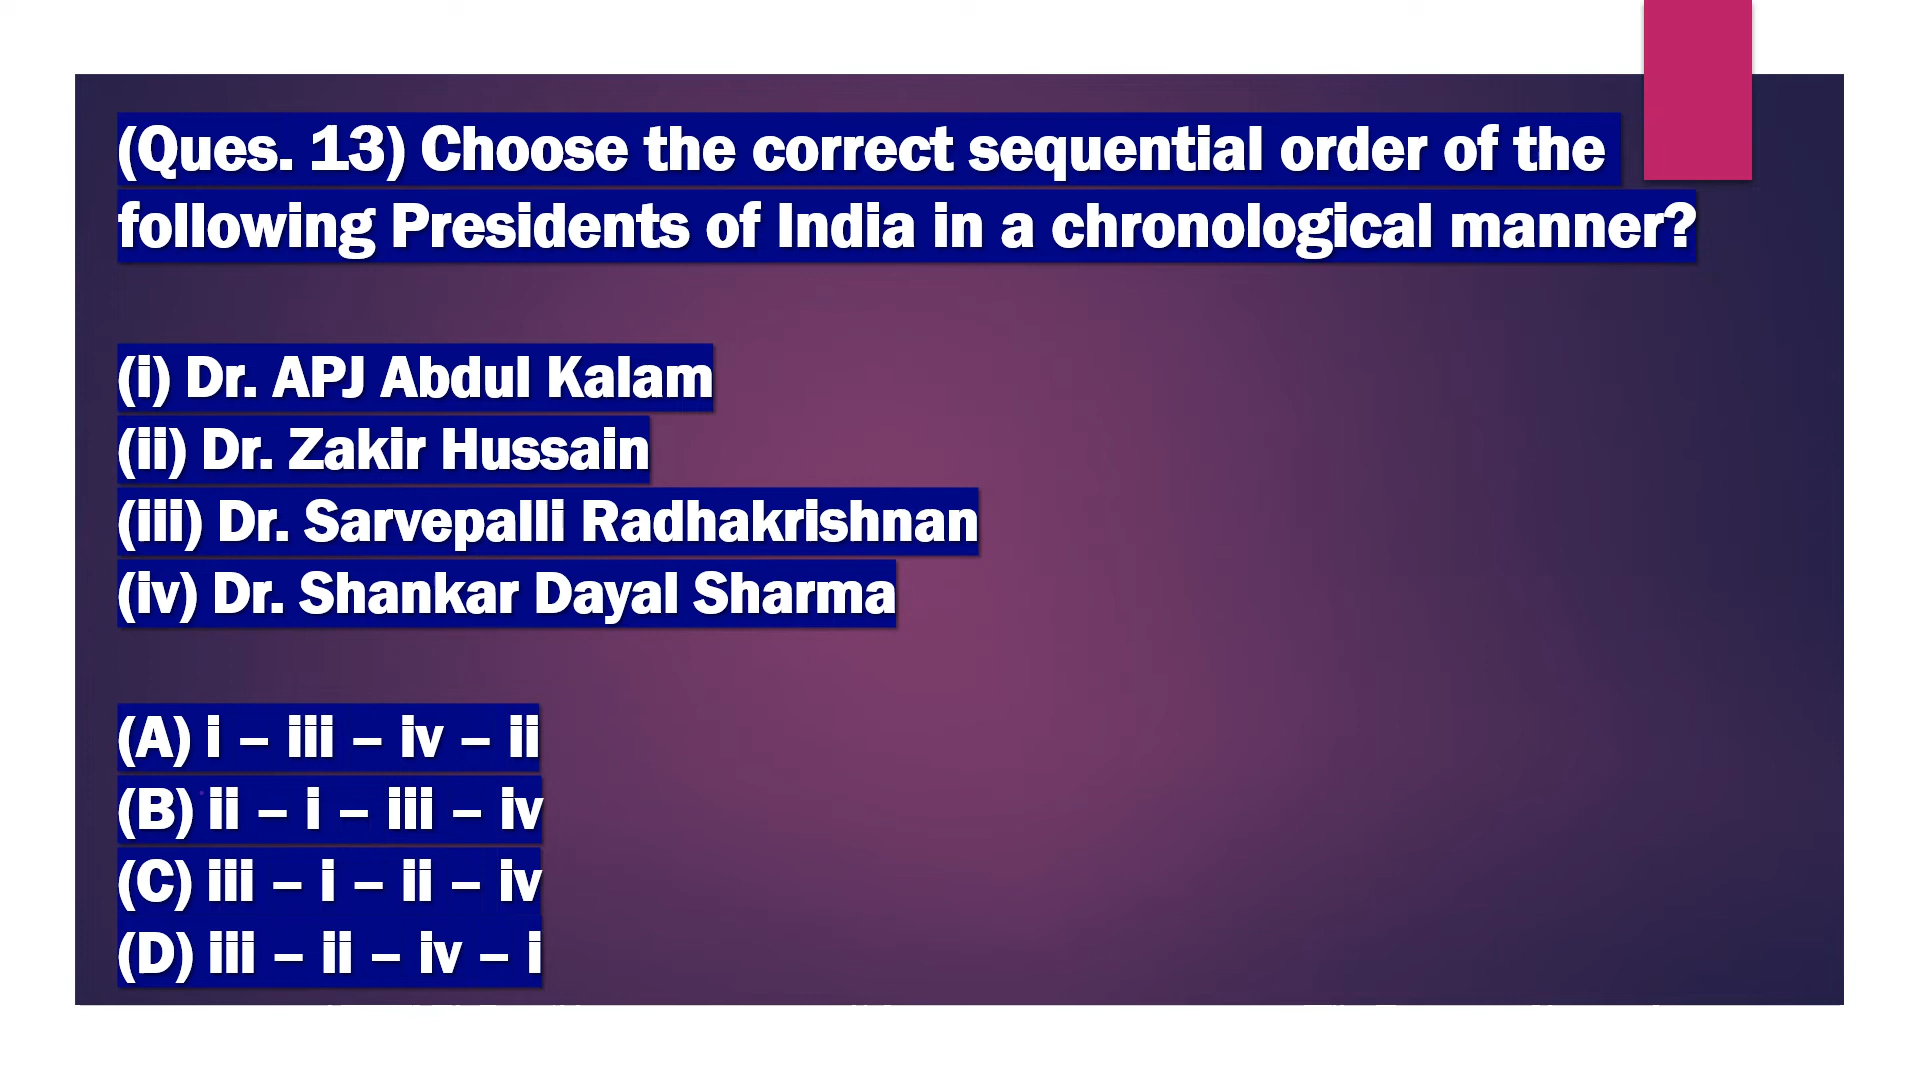 (Ques. 13) Choose the correct sequential order of the
following Presidents of India in a chronological manner?
(i) Dr. APJ Abdul Kalam
(ii) Dr. Zakir Hussain
(iii) Dr. Sarvepalli Radhakrishnan
(iv) Dr. Shankar Dayal Sharma
(A) i – iii – iv – ii
(B) ii – i – iii – iv
(C) iii – i – ii – iv
(D) iii – ii – iv – i